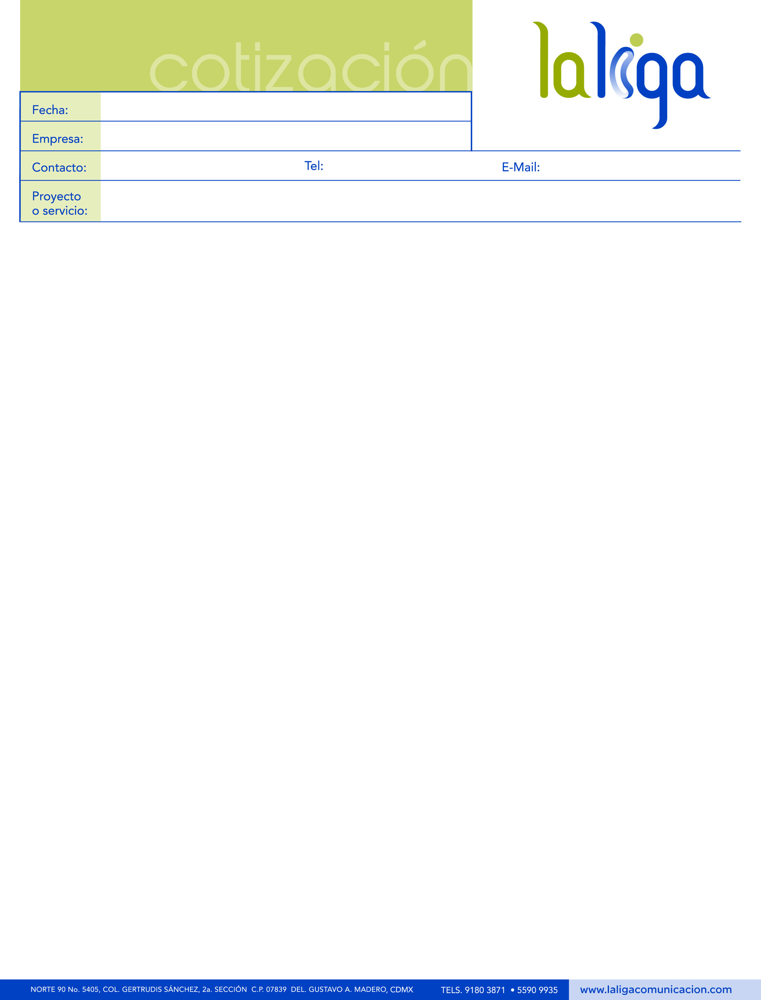 cotización
laliga
Fecha:
Empresa:
Contacto: Tel: E-Mail:
Proyecto
o servicio:
NORTE 90 No. 5405, COL. GERTRUDIS SÁNCHEZ, 2a. SECCIÓN C.P. 07839 DEL. GUSTAVO A. MADERO, CDMX TELS. 9180 3871 • 5590 9935 www.laligacomunicacion.com